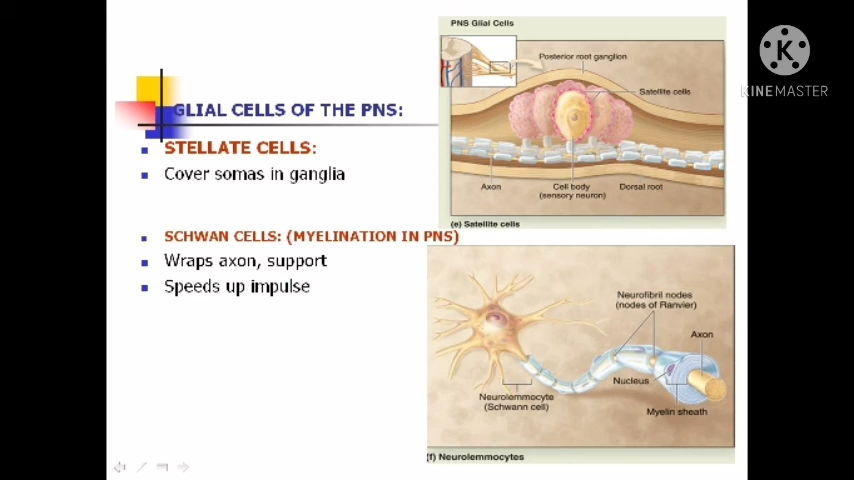 PNS Glial Cells
Posterior root ganglion
Satellite cells
Axon
Cell body
(sensory neuron)
Dorsal root
(e) Satellite cells
K
KINEMASTER
GLIAL CELLS OF THE PNS:
STELLATE CELLS:
Cover somas in ganglia
SCHWAN CELLS: (MYELINATION IN PNS)
Wraps axon, support
Speeds up impulse
Neurofibril nodes
(nodes of Ranvier)
Axon
Nucleus
Neurolemmocyte
(Schwann cell)
Myelin sheath
(f) Neurolemmocytes